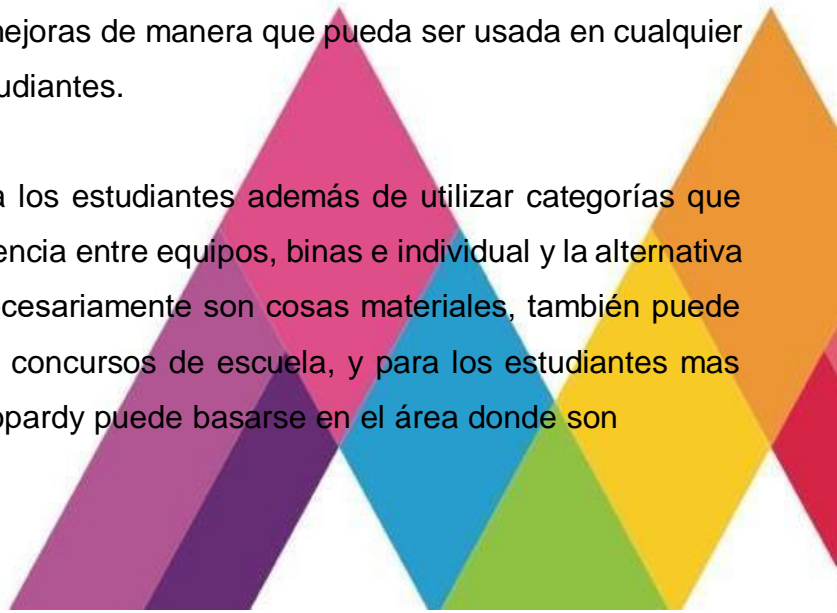 mejoras de manera que pueda ser usada en cualquier
tudiantes.
a los estudiantes además de utilizar categorías que
encia entre equipos, binas e individual y la alternativa
cesariamente son cosas materiales, también puede
concursos de escuela, y para los estudiantes mas
opardy puede basarse en el área donde son